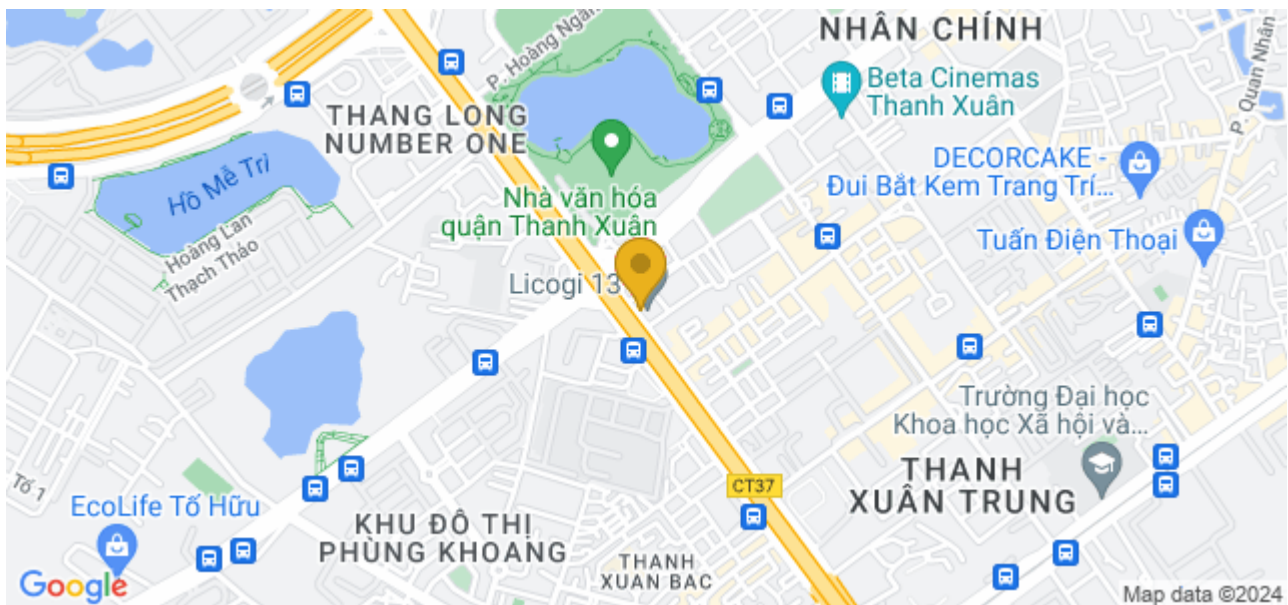 NHÂN CHÍNH
P. Hoàng Ngân
Beta Cinemas
Thanh Xuân
P. Quan Nhân
THANG LONG
NUMBER ONE
DECORCAKE -
Đui Bắt Kem Trang Trí...
Hồ Mễ Trì
Nhà văn hóa
quận Thanh Xuân
Hoàng Lan
Thạch Thảo
Tuấn Điện Thoại
Licogi 13
Trường Đại học
Khoa học Xã hội và...
THANH
XUÂN TRUNG
Tổ 1
CT37
EcoLife Tố Hữu
KHU ĐÔ THỊ
PHÙNG KHOANG
THANH
XUAN BAC
Google
Map data ©2024